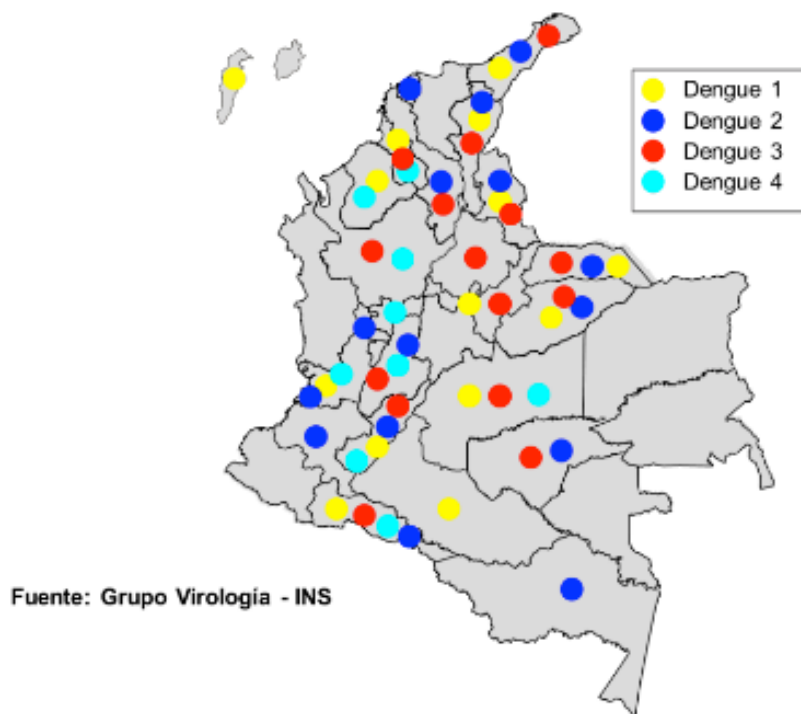 Dengue 1
Dengue 2
Dengue 3
Dengue 4
Fuente: Grupo Virología - INS